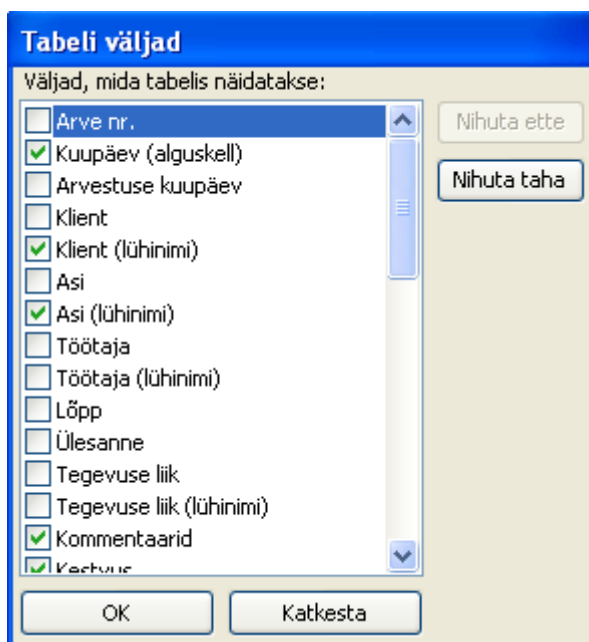 Tabeli väljad
Väljad, mida tabelis näidatakse:
Arve nr.
Kuupäev (alguskell)
Arvestuse kuupäev
Klient
Klient (lühinimi)
Asi
Asi (lühinimi)
Töötaja
Töötaja (lühinimi)
Lõpp
Ülesanne
Tegevuse liik
Tegevuse liik (lühinimi)
Kommentaarid
Kestvus
Nihuta ette
Nihuta taha
OK
Katkesta